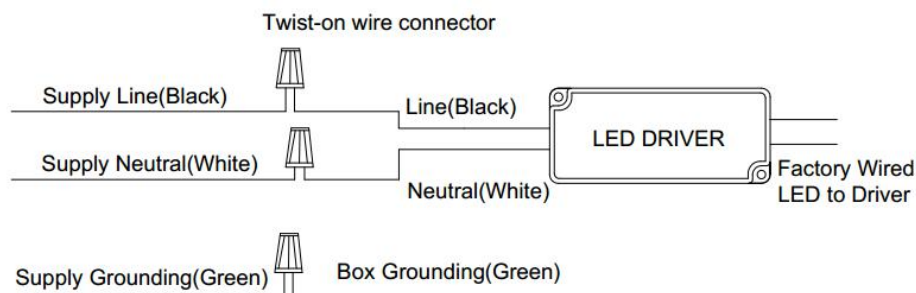 Twist-on wire connector
Supply Line(Black)
Line(Black)
LED DRIVER
Supply Neutral(White)
Neutral(White)
Factory Wired
LED to Driver
Supply Grounding(Green)
Box Grounding(Green)